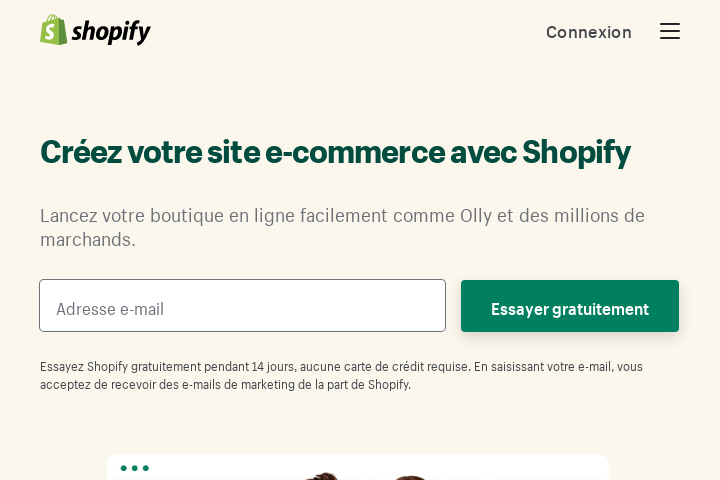 shopify
Connexion
Créez votre site e-commerce avec Shopify
Lancez votre boutique en ligne facilement comme Olly et des millions de
marchands.
Adresse e-mail
Essayer gratuitement
Essayez Shopify gratuitement pendant 14 jours, aucune carte de crédit requise. En saisissant votre e-mail, vous
acceptez de recevoir des e-mails de marketing de la part de Shopify.